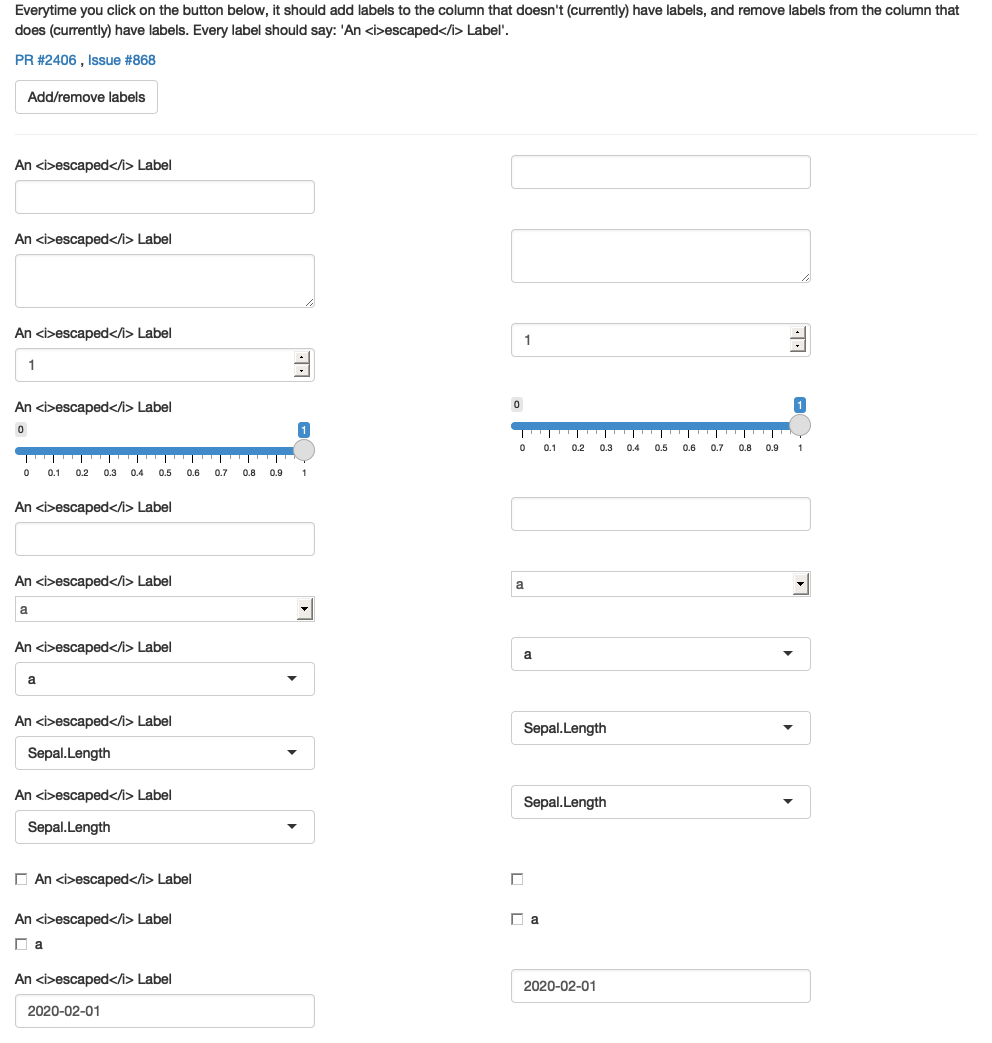 Everytime you click on the button below, it should add labels to the column that doesn't (currently) have labels, and remove labels from the column that
does (currently) have labels. Every label should say: 'An <i>escaped</i> Label'.
PR #2406 , Issue #868
Add/remove labels
An <i>escaped</i> Label
An <i>escaped</i> Label
An <i>escaped</i> Label
1
1
An <i>escaped</i> Label
0 1
0 0.1 0.2 0.3 0.4 0.5 0.6 0.7 0.8 0.9 1
0 1
0 0.1 0.2 0.3 0.4 0.5 0.6 0.7 0.8 0.9 1
An <i>escaped</i> Label
An <i>escaped</i> Label
a
a
An <i>escaped</i> Label
a
a
An <i>escaped</i> Label
Sepal.Length
Sepal.Length
An <i>escaped</i> Label
Sepal.Length
Sepal.Length
An <i>escaped</i> Label
An <i>escaped</i> Label
a
a
An <i>escaped</i> Label
2020-02-01
2020-02-01